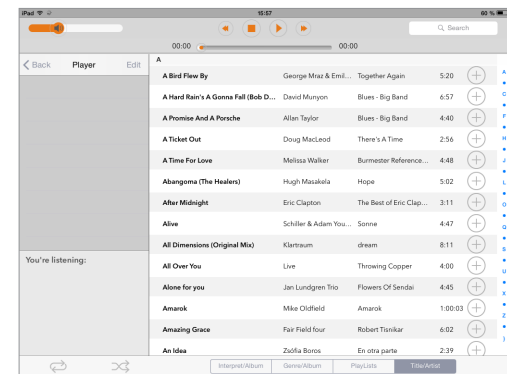 iPad 15:57 60 %
Search
00:00 00:00
Back Player Edit
You're listening:
A
A Bird Flew By George Mraz & Emil... Together Again 5:20
A Hard Rain's A Gonna Fall (Bob D... David Munyon Blues - Big Band 6:57
A Promise And A Porsche Allan Taylor Blues - Big Band 4:40
A Ticket Out Doug MacLeod There's A Time 2:56
A Time For Love Melissa Walker Burmester Reference... 4:48
Abangoma (The Healers) Hugh Masakela Hope 5:02
After Midnight Eric Clapton The Best of Eric Clap... 3:11
Alive Schiller & Adam You... Sonne 4:47
All Dimensions (Original Mix) Klartraum dream 8:11
All Over You Live Throwing Copper 4:00
Alone for you Jan Lundgren Trio Flowers Of Sendai 4:45
Amarok Mike Oldfield Amarok 1:00:03
Amazing Grace Fair Field four Robert Tisnikar 6:02
An Idea Zsófia Boros En otra parte 2:39
A
C
F
H
J
L
O
Q
S
U
X
Z
}
Interpret/Album Genre/Album PlayLists Title/Artist